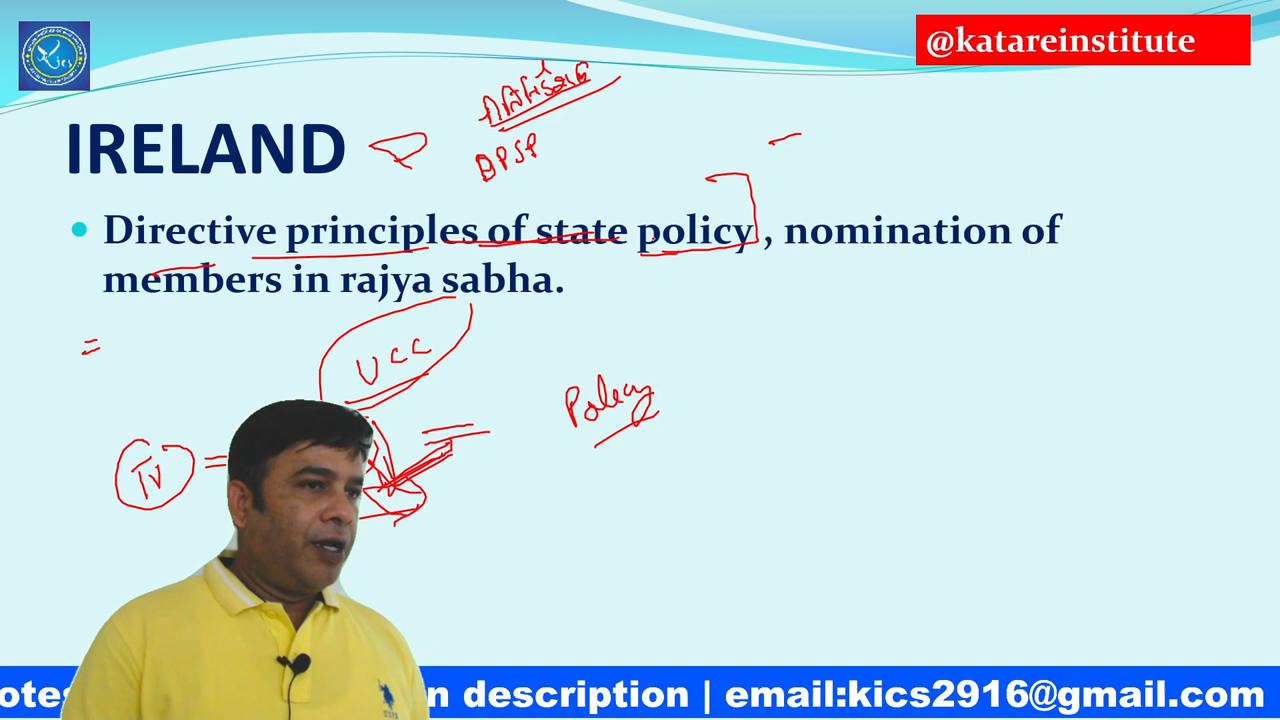 @katareinstitute
IRELAND
DPSP
• Directive principles of state policy , nomination of
members in rajya sabha.
=
UCC
Policy
IV =
n description | email:kics2916@gmail.com